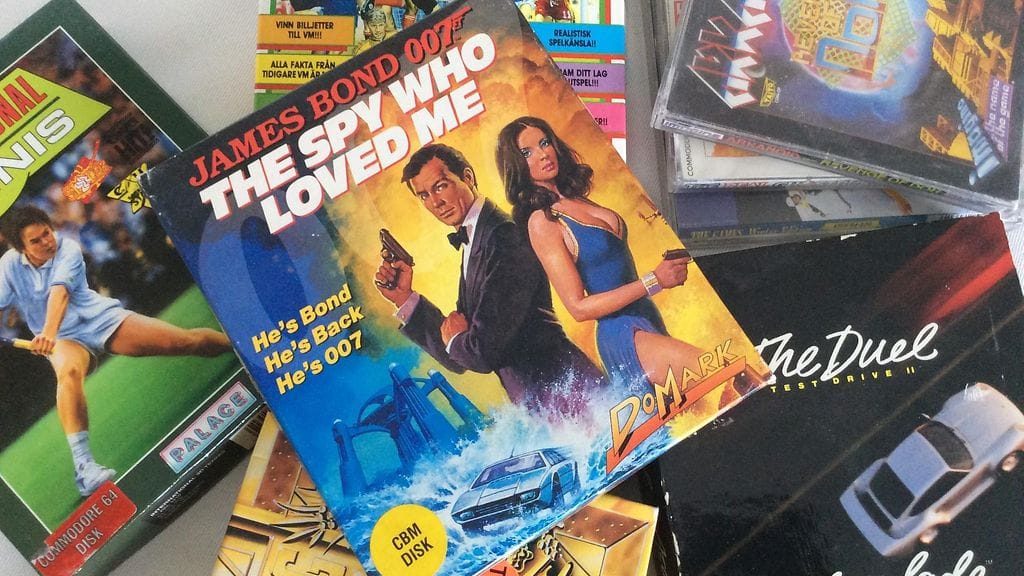 VINN BILJETTER
TILL VM!!!
ALLA FAKTA FRÅN
TIDIGARE VM
REALISTISK
SPELKÄNSLA!!
DITT LAG
NIS
JAMES BOND 007
THE SPY WHO
LOVED ME
He's Bond
He's Back
He's 007
DOMARK
CBM
DISK
PALACE
COMMODORE 64
DISK
the name
of the game
The Duel
TEST DRIVE II